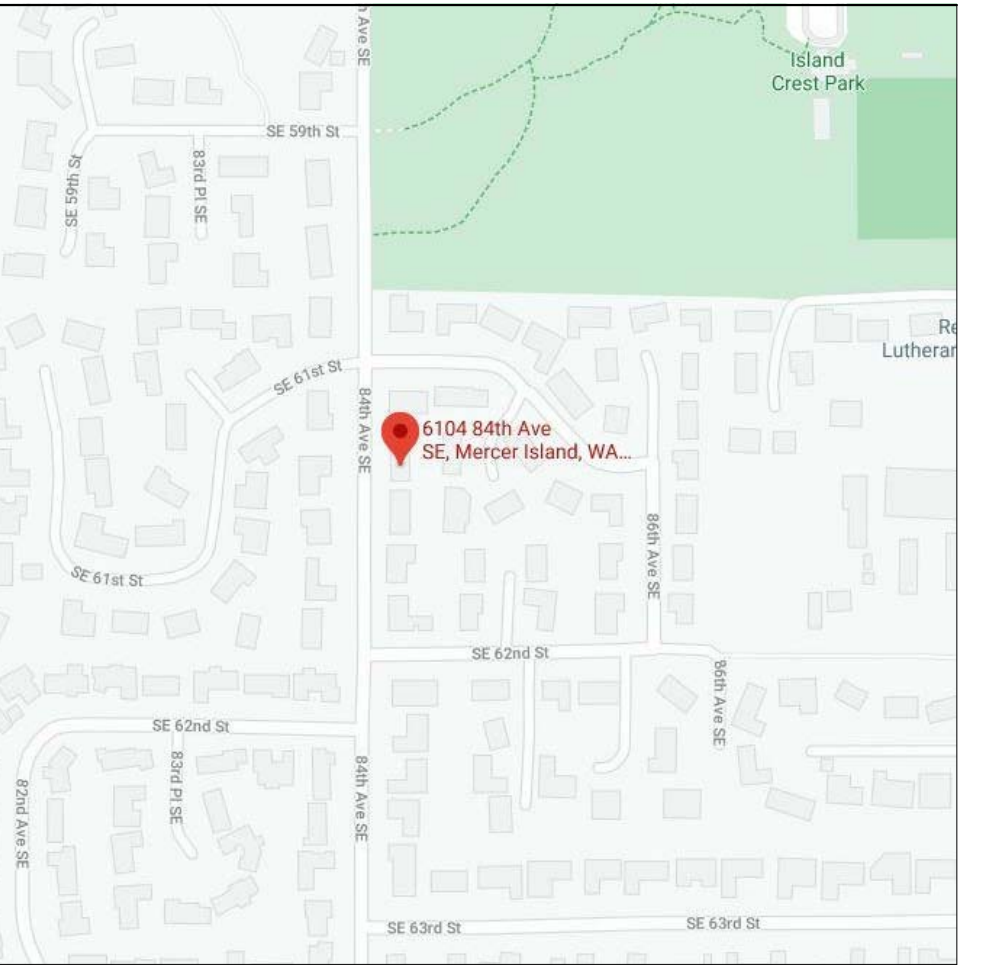 h Ave SE
Island
Crest Park
SE 59th St
SE 59th St
83rd Pl SE
Re
Lutheran
SE 61st St
84th Ave SE
6104 84th Ave
SE, Mercer Island, WA...
86th Ave SE
SE 61st St
SE 62nd St
86th Ave SE
SE 62nd St
83rd Pl SE
84th Ave SE
82nd Ave SE
SE 63rd St
SE 63rd St